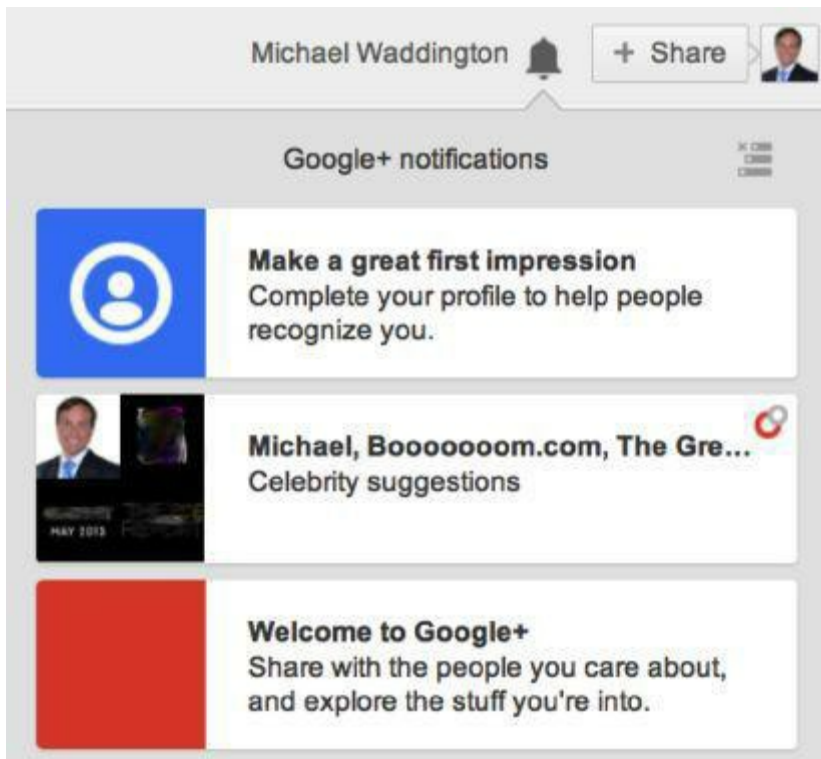 Michael Waddington
+ Share
Google+ notifications
Make a great first impression
Complete your profile to help people
recognize you.
Michael, Booooooom.com, The Gre...
Celebrity suggestions
MAY 2013
Welcome to Google+
Share with the people you care about,
and explore the stuff you're into.